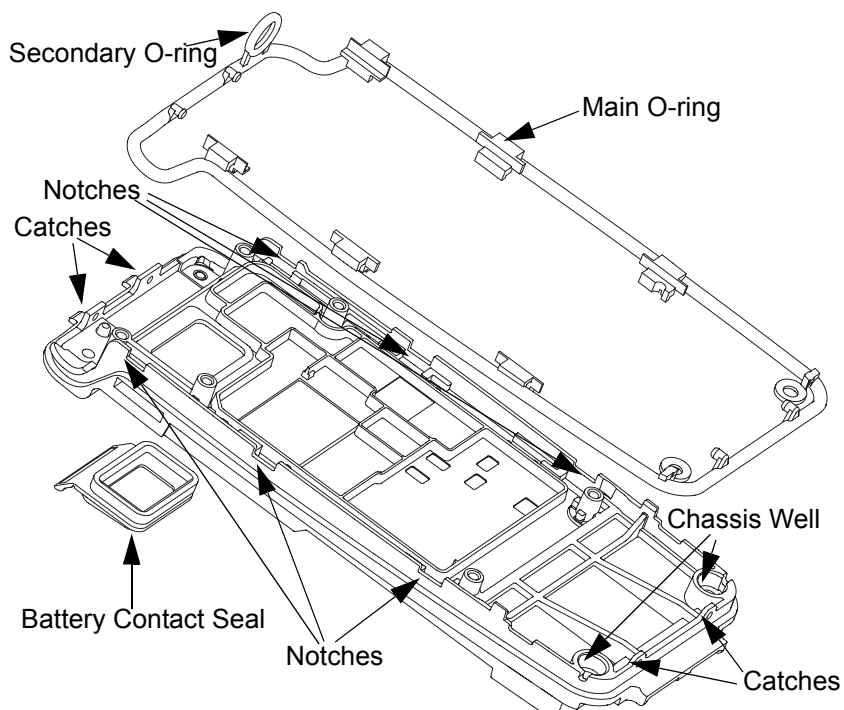 Secondary O-ring
Main O-ring
Notches
Catches
Chassis Well
Battery Contact Seal
Notches
Catches